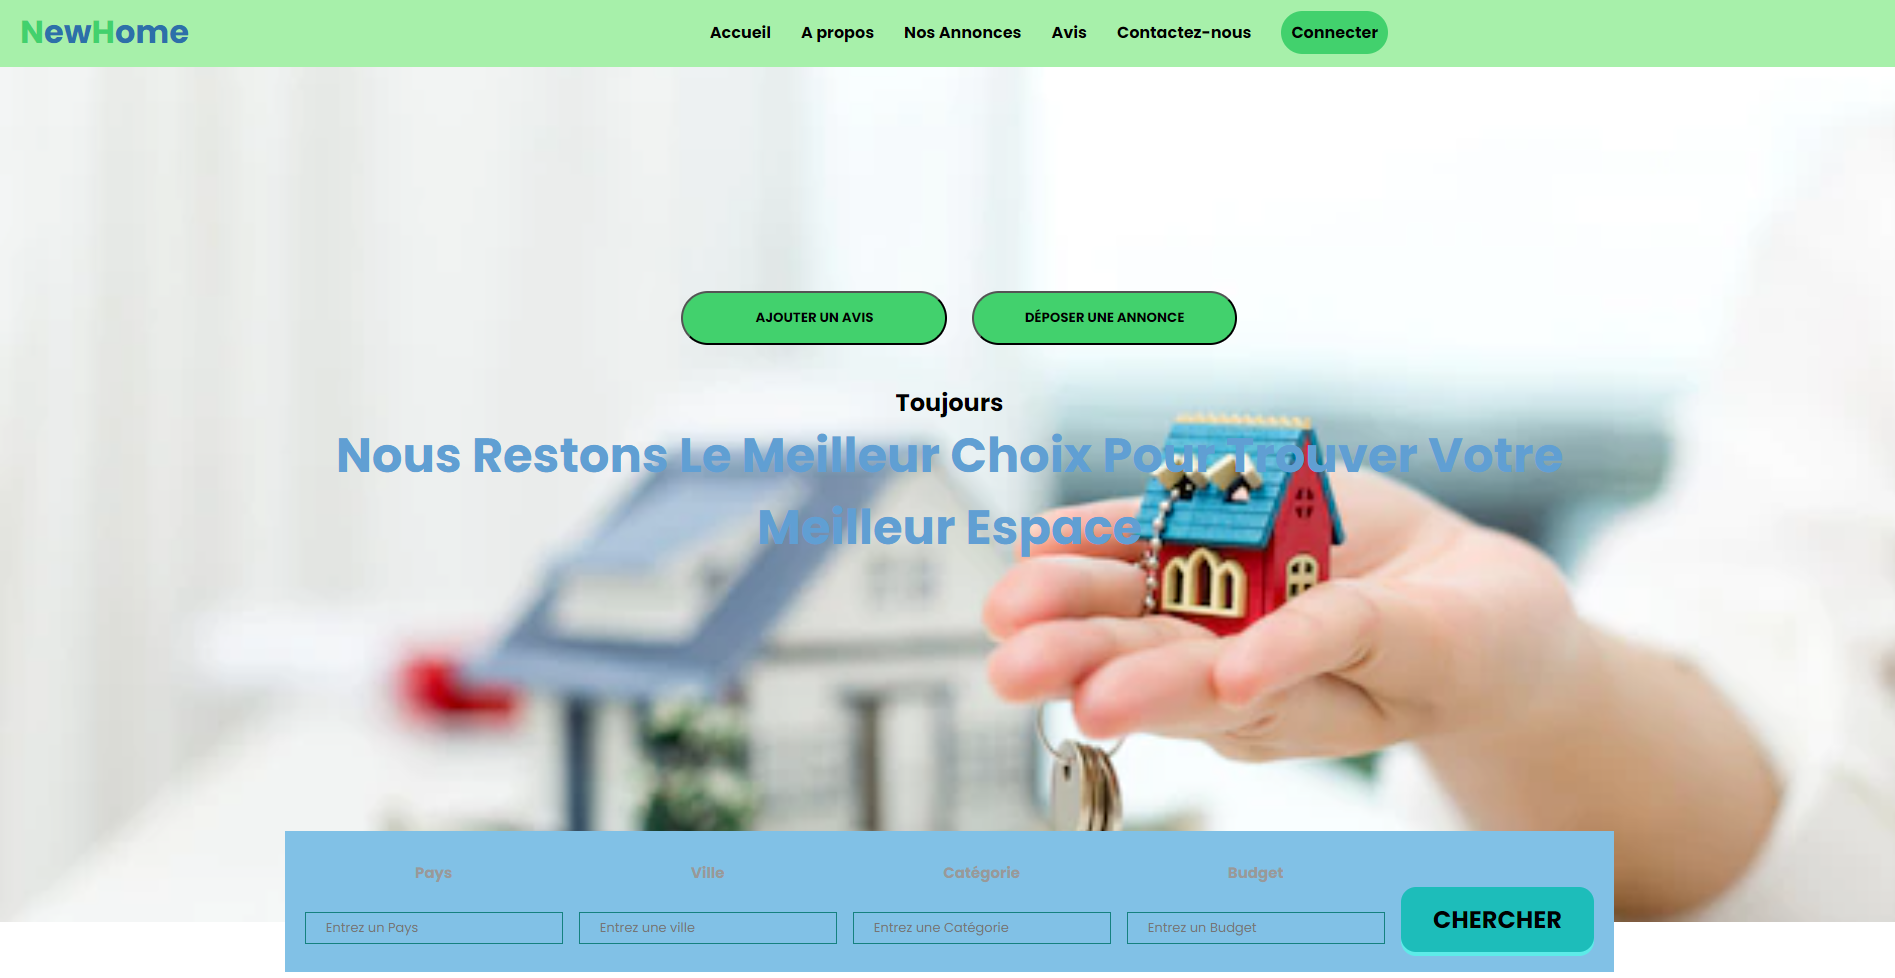 NewHome
Accueil A propos Nos Annonces Avis Contactez-nous Connecter
AJOUTER UN AVIS DÉPOSER UNE ANNONCE
Toujours
Nous Restons Le Meilleur Choix Pour Trouver Votre
Meilleur Espace
Pays Ville Catégorie Budget
Entrez un Pays Entrez une ville Entrez une Catégorie Entrez un Budget CHERCHER